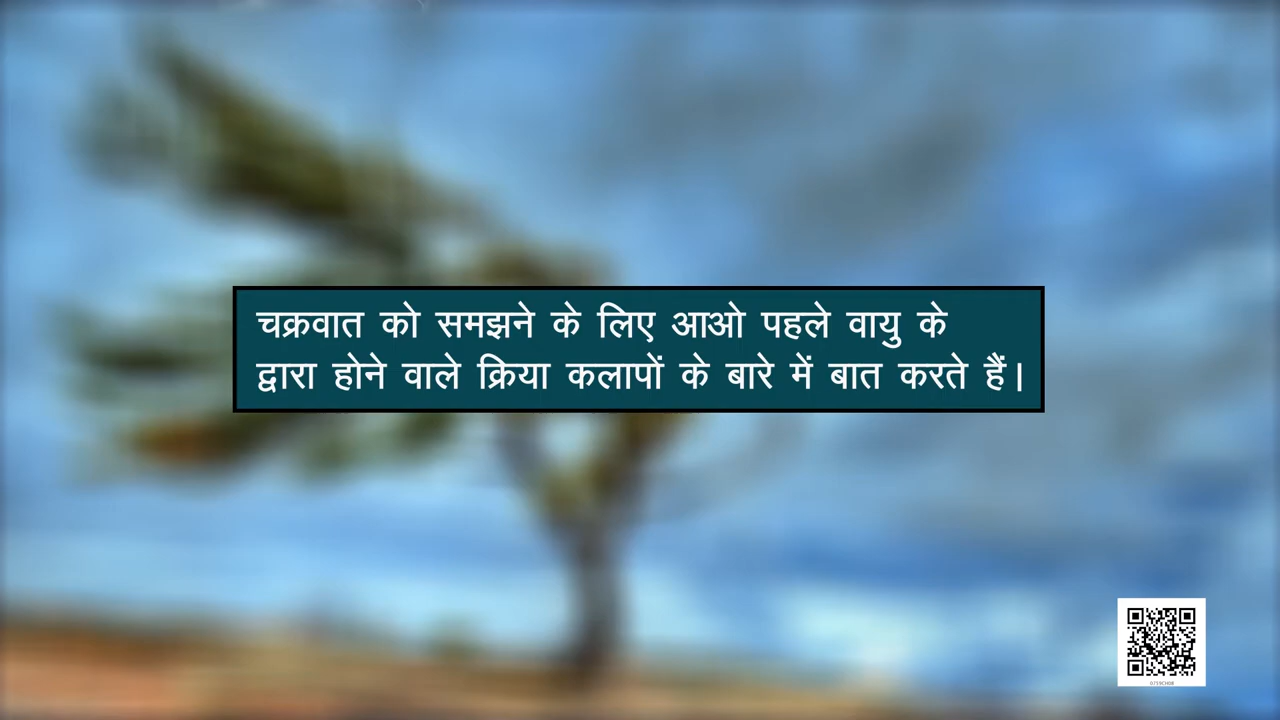 चक्रवात को समझने के लिए आओ पहले वायु के
द्वारा होने वाले क्रिया कलापों के बारे में बात करते हैं।